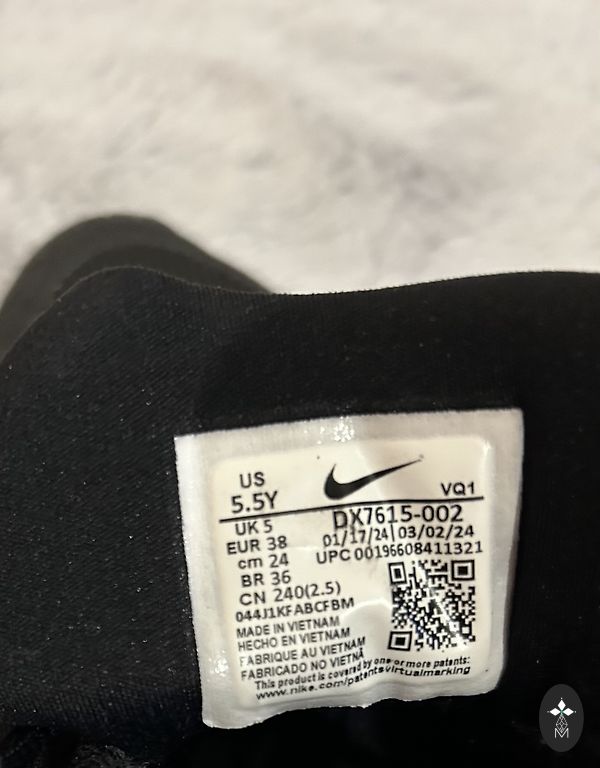 US
5.5Y
VQ1
UK 5
DX7615-002
EUR 38
01/17/24 03/02/24
cm 24
UPC 00196608411321
BR 36
CN 240(2.5)
044J1KFABCFBM
MADE IN VIETNAM
HECHO EN VIETNAM
FABRIQUE AU VIETNAM
FABRICADO NO VIETNÃ
This product is covered by one or more patents:
www.nike.com/patentsvirtualmarking
M